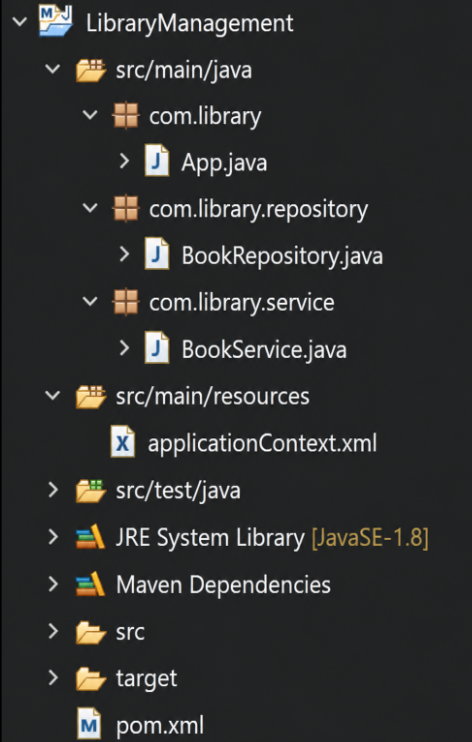 LibraryManagement
src/main/java
com.library
App.java
com.library.repository
BookRepository.java
com.library.service
BookService.java
src/main/resources
applicationContext.xml
src/test/java
JRE System Library [JavaSE-1.8]
Maven Dependencies
src
target
pom.xml